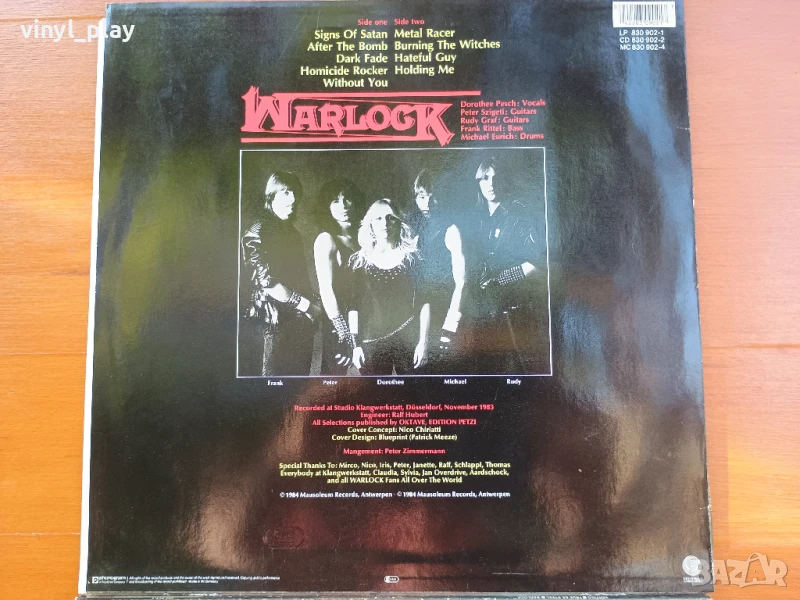 vinyl_play
LP 830 902-1
CD 830 902-2
MC 830 902-4
Side one Side two
Signs Of Satan Metal Racer
After The Bomb Burning The Witches
Dark Fade Hateful Guy
Homicide Rocker Holding Me
Without You
WARLOCK
Dorothee Pesch: Vocals
Peter Szigeti: Guitars
Rudy Graf: Guitars
Frank Rittel: Bass
Michael Eurich: Drums
Frank Peter Dorothee Michael Rudy
Recorded at Studio Klangwerkstatt, Düsseldorf, November 1983
Engineer: Ralf Hubert
All Selections published by OKTAVE, EDITION PETZI
Cover Concept: Nico Chiriatti
Cover Design: Blueprint (Patrick Meeze)
Mangement: Peter Zimmermann
Special Thanks To: Mirco, Nico, Iris, Peter, Janette, Raff, Schlappi, Thomas
Everybody at Klangwerkstatt, Claudia, Sylvia, Jan Overdrive, Aardschock,
and all WARLOCK Fans All Over The World
© 1984 Mausoleum Records, Antwerpen · © 1984 Mausoleum Records, Antwerpen
BAZAR